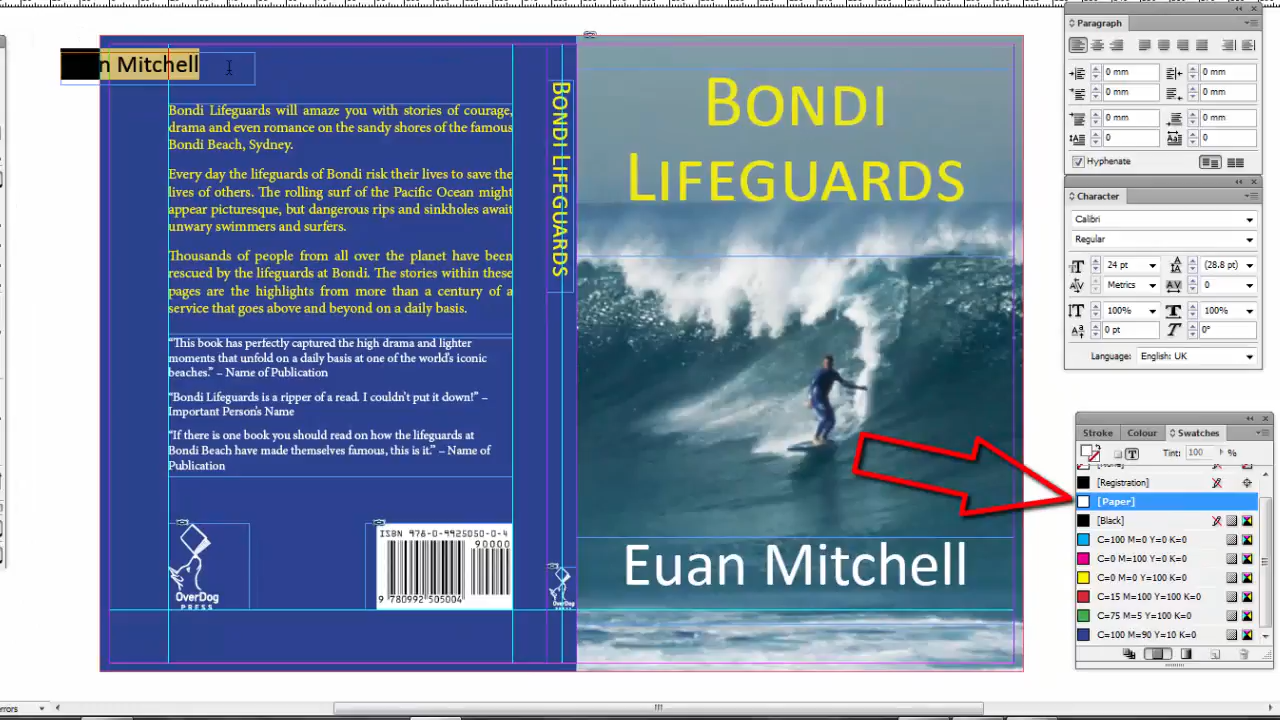 n Mitchell
Bondi Lifeguards will amaze you with stories of courage,
drama and even romance on the sandy shores of the famous
Bondi Beach, Sydney.
Every day the lifeguards of Bondi risk their lives to save the
lives of others. The rolling surf of the Pacific Ocean might
appear picturesque, but dangerous rips and sinkholes await
unwary swimmers and surfers.
Thousands of people from all over the planet have been
rescued by the lifeguards at Bondi. The stories within these
pages are the highlights from more than a century of a
service that goes above and beyond on a daily basis.
“This book has perfectly captured the high drama and lighter
moments that unfold on a daily basis at one of the world’s iconic
beaches.” – Name of Publication
“Bondi Lifeguards is a ripper of a read. I couldn’t put it down!” –
Important Person’s Name
“If there is one book you should read on how the lifeguards at
Bondi Beach have made themselves famous, this is it.” – Name of
Publication
OverDog
PRESS
ISBN 978-0-9925050-0-4
90000
9 780992 505004
BONDI LIFEGUARDS
OverDog
PRESS
BONDI
LIFEGUARDS
Euan Mitchell
Paragraph
0 mm 0 mm
0 mm 0 mm
0 mm 0 mm
0 0
Hyphenate
Character
Calibri
Regular
24 pt (28.8 pt)
Metrics 0
100% 100%
0 pt 0°
Language: English: UK
Stroke Colour Swatches
Tint: 100 %
[None]
[Registration]
[Paper]
[Black]
C=100 M=0 Y=0 K=0
C=0 M=100 Y=0 K=0
C=0 M=0 Y=100 K=0
C=15 M=100 Y=100 K=0
C=75 M=5 Y=100 K=0
C=100 M=90 Y=10 K=0
errors